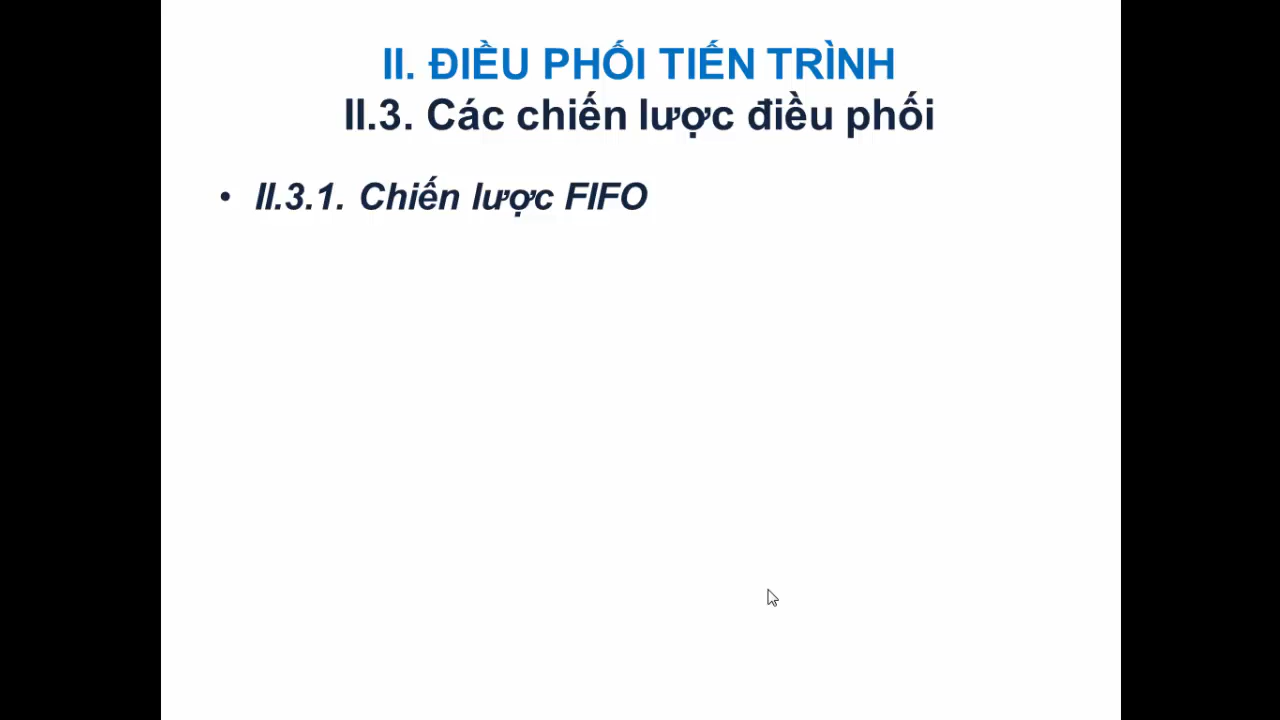 II. ĐIỀU PHỐI TIẾN TRÌNH
II.3. Các chiến lược điều phối
• II.3.1. Chiến lược FIFO